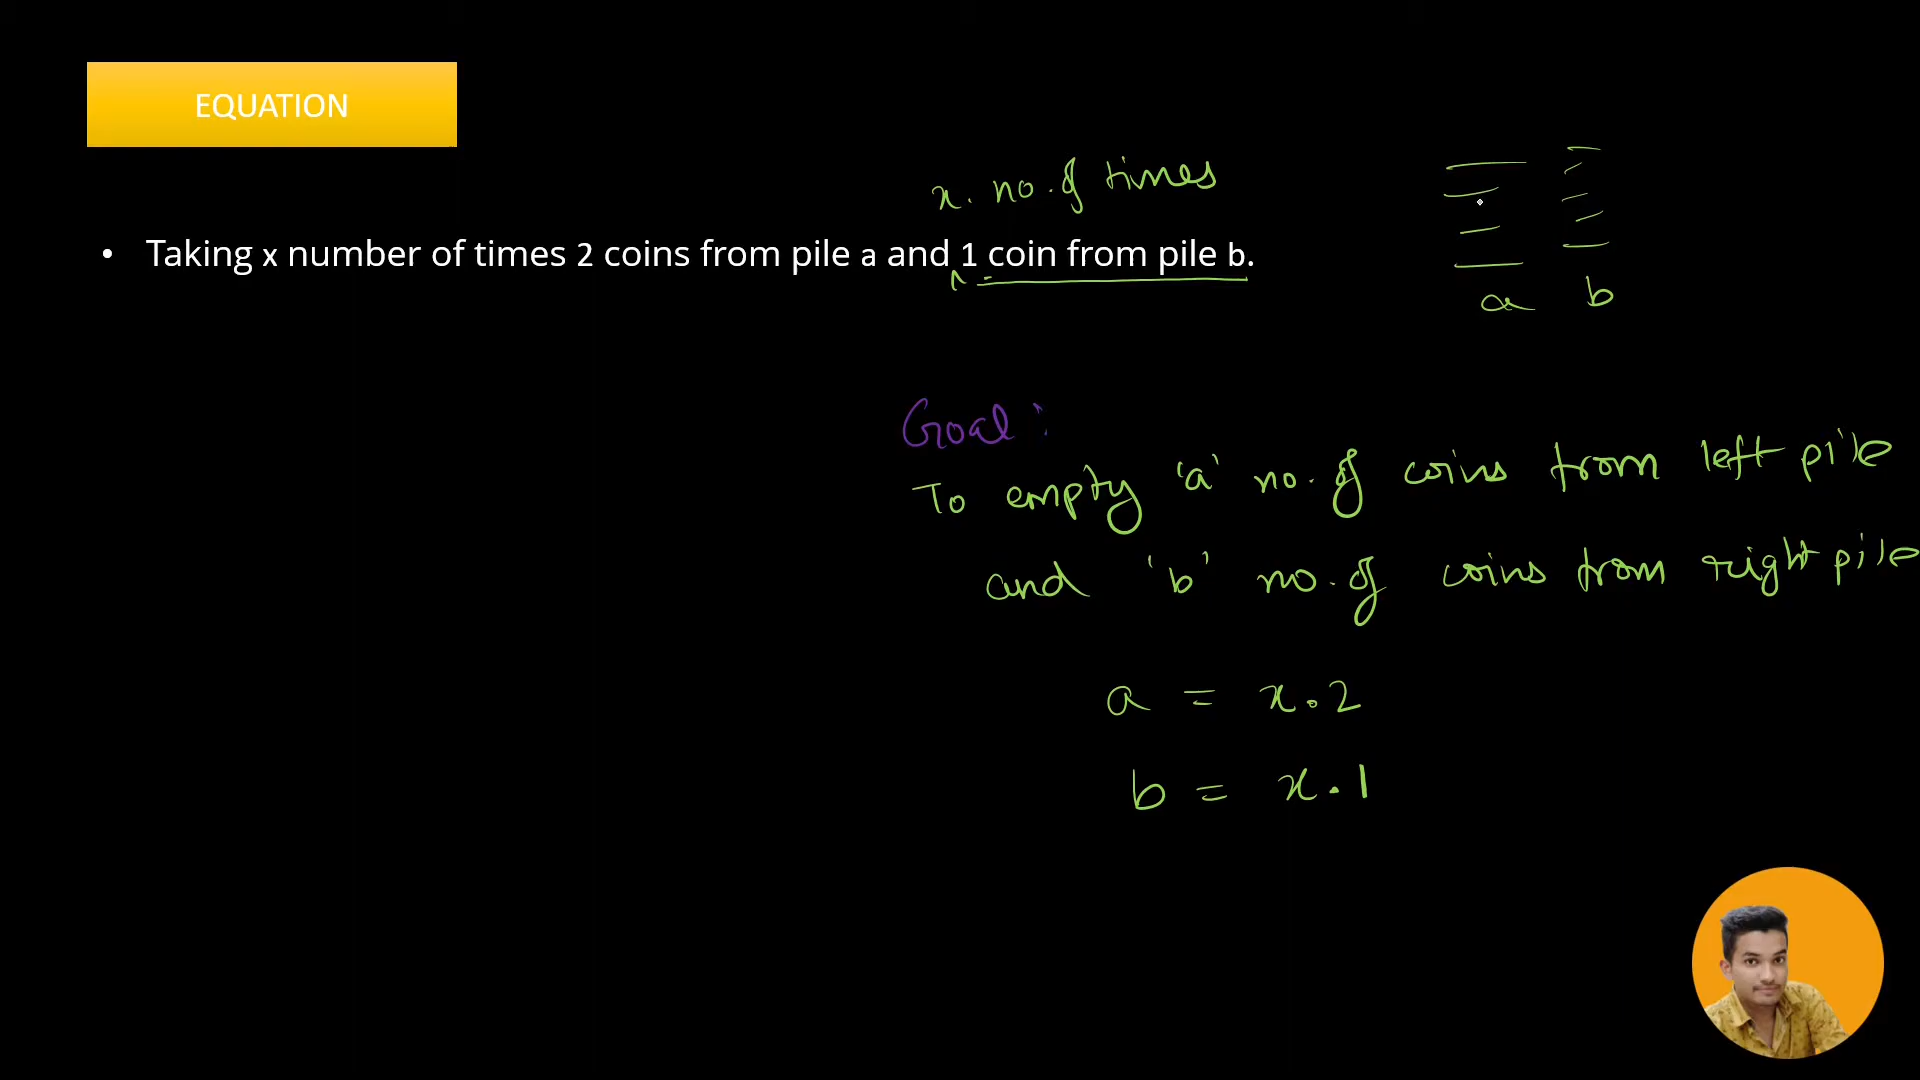 EQUATION
x. no. of times
• Taking x number of times 2 coins from pile a and 1 coin from pile b.
a b
Goal:
To empty 'a' no. of coins from left pile
and 'b' no. of coins from right pile
a = x.2
b = x.1